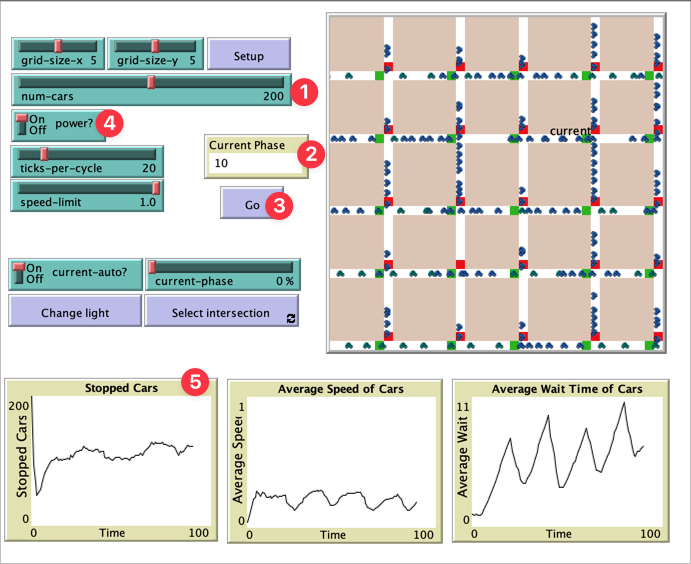 grid-size-x 5
grid-size-y 5
Setup
num-cars 200
1
On
Off
power?
4
Current Phase
10
2
ticks-per-cycle 20
speed-limit 1.0
Go
3
current
On
Off
current-auto?
current-phase 0 %
Change light
Select intersection
Stopped Cars
5
200
Stopped Cars
0
0
Time
100
Average Speed of Cars
1
Average Speed
0
0
Time
100
Average Wait Time of Cars
11
Average Wait
0
0
Time
100